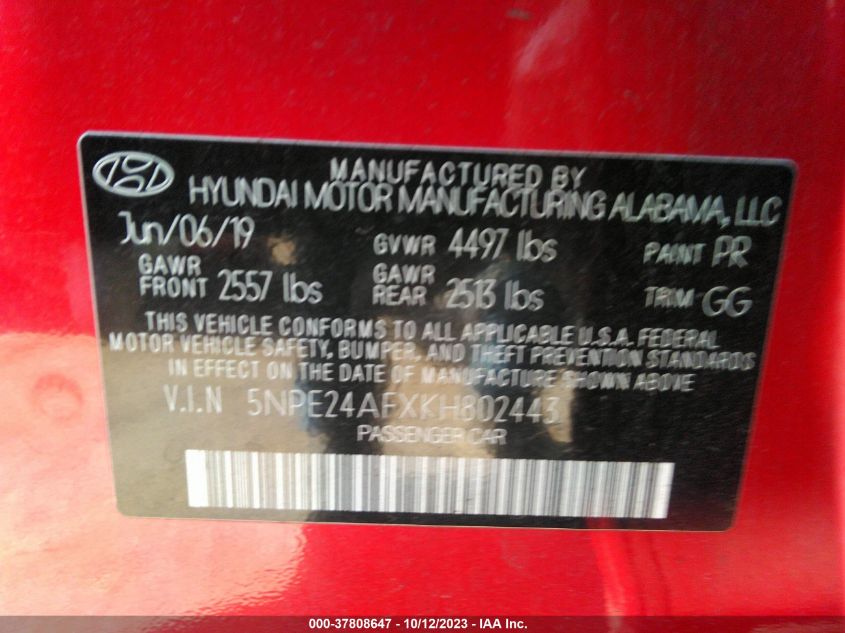 MANUFACTURED BY
HYUNDAI MOTOR MANUFACTURING ALABAMA, LLC
Jun/06/19 GVWR 4497 lbs PAINT PR
GAWR FRONT 2557 lbs GAWR REAR 2513 lbs TRIM GG
THIS VEHICLE CONFORMS TO ALL APPLICABLE U.S.A. FEDERAL
MOTOR VEHICLE SAFETY, BUMPER, AND THEFT PREVENTION STANDARDS
IN EFFECT ON THE DATE OF MANUFACTURE SHOWN ABOVE.
V.I.N 5NPE24AFXKH802443
PASSENGER CAR
000-37808647 - 10/12/2023 - IAA Inc.